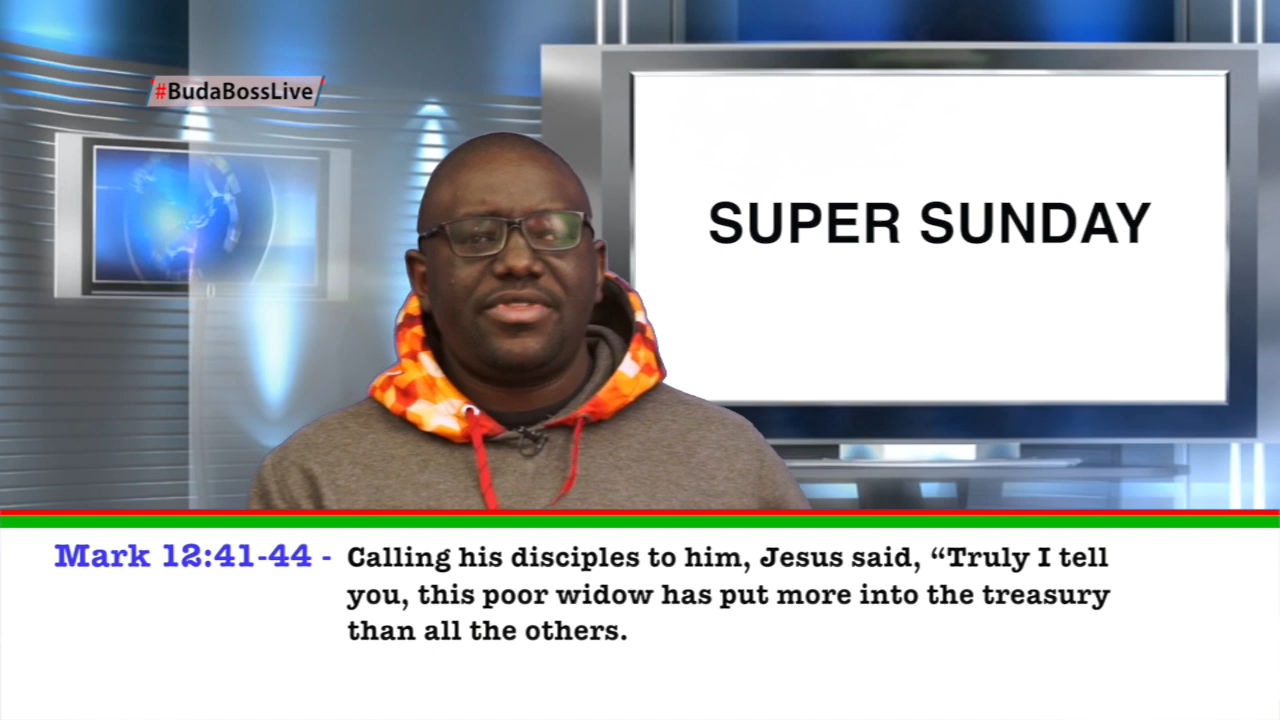 #BudaBossLive
SUPER SUNDAY
Mark 12:41-44 - Calling his disciples to him, Jesus said, “Truly I tell
you, this poor widow has put more into the treasury
than all the others.